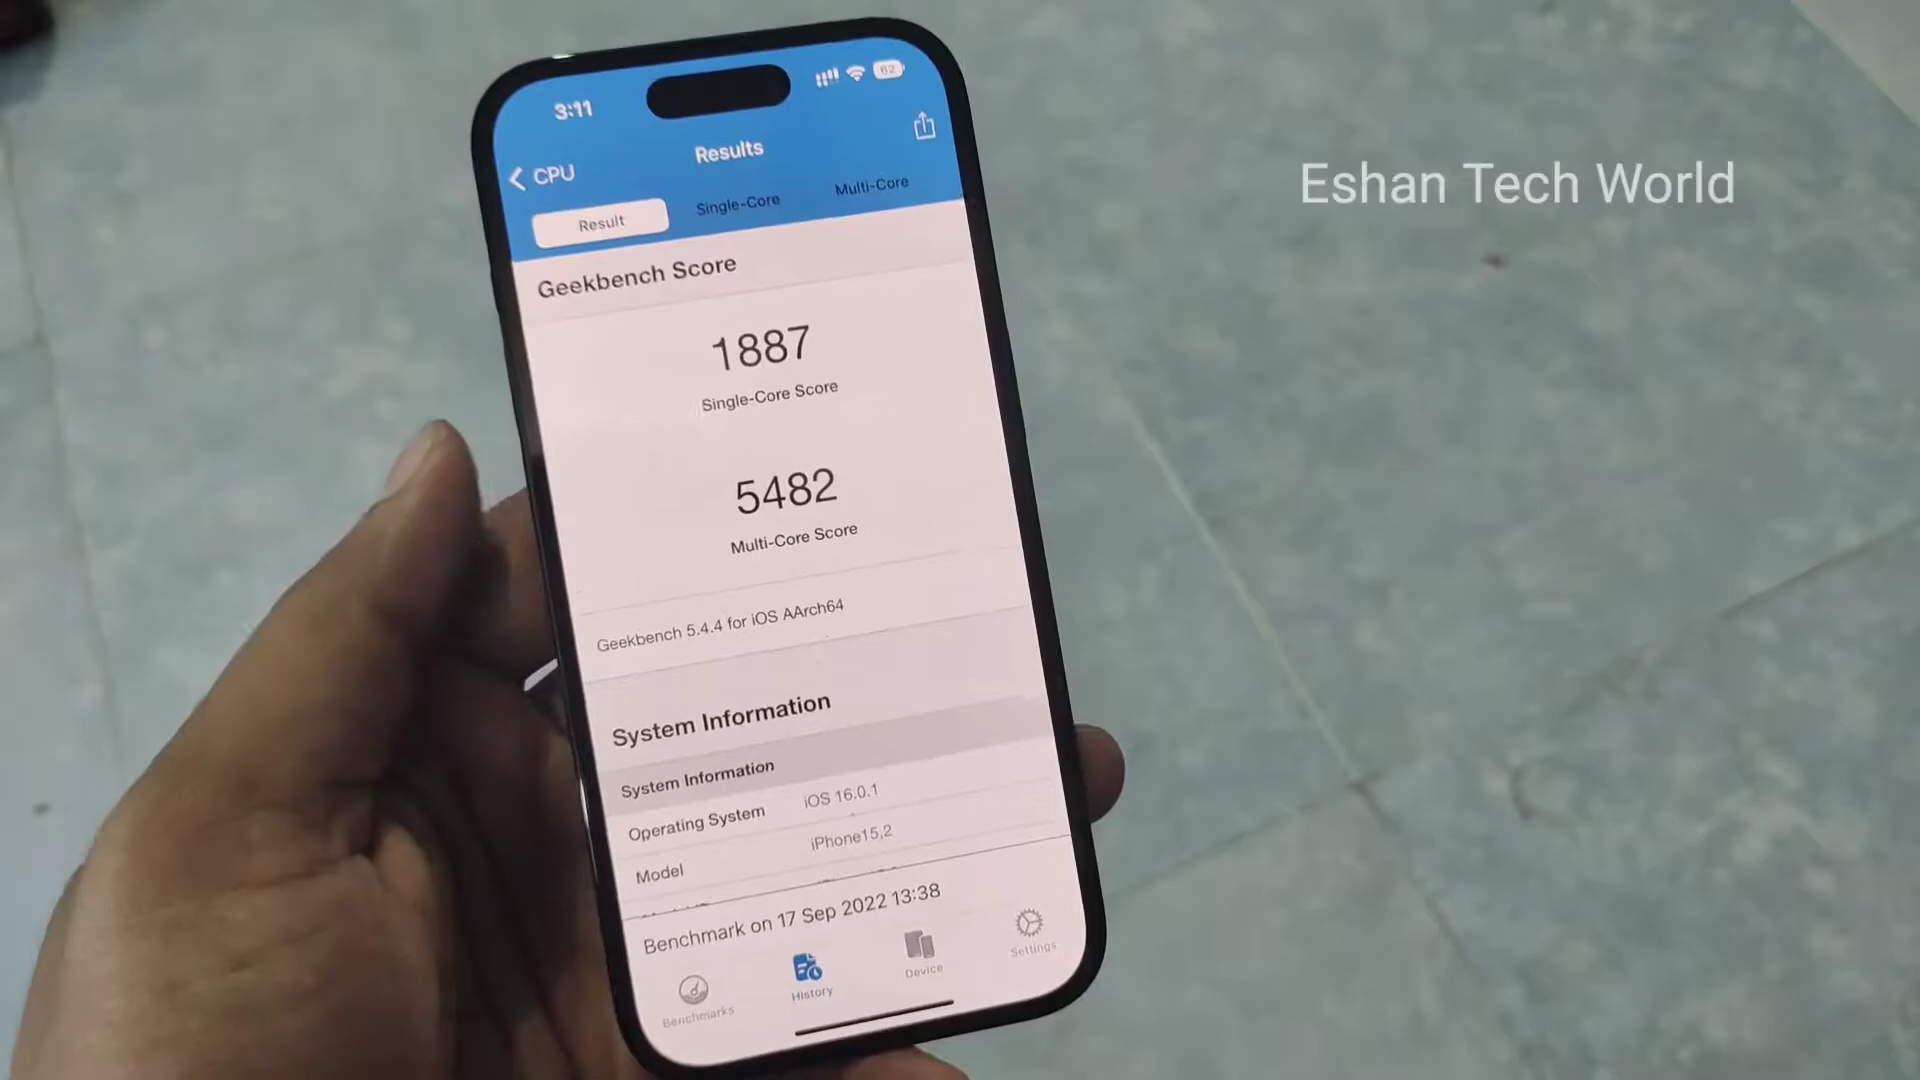 3:11
62
Results
CPU
Result
Single-Core
Multi-Core
Eshan Tech World
Geekbench Score
1887
Single-Core Score
5482
Multi-Core Score
Geekbench 5.4.4 for iOS AArch64
System Information
System Information
Operating System iOS 16.0.1
Model iPhone15,2
Benchmark on 17 Sep 2022 13:38
Benchmarks
History
Device
Settings